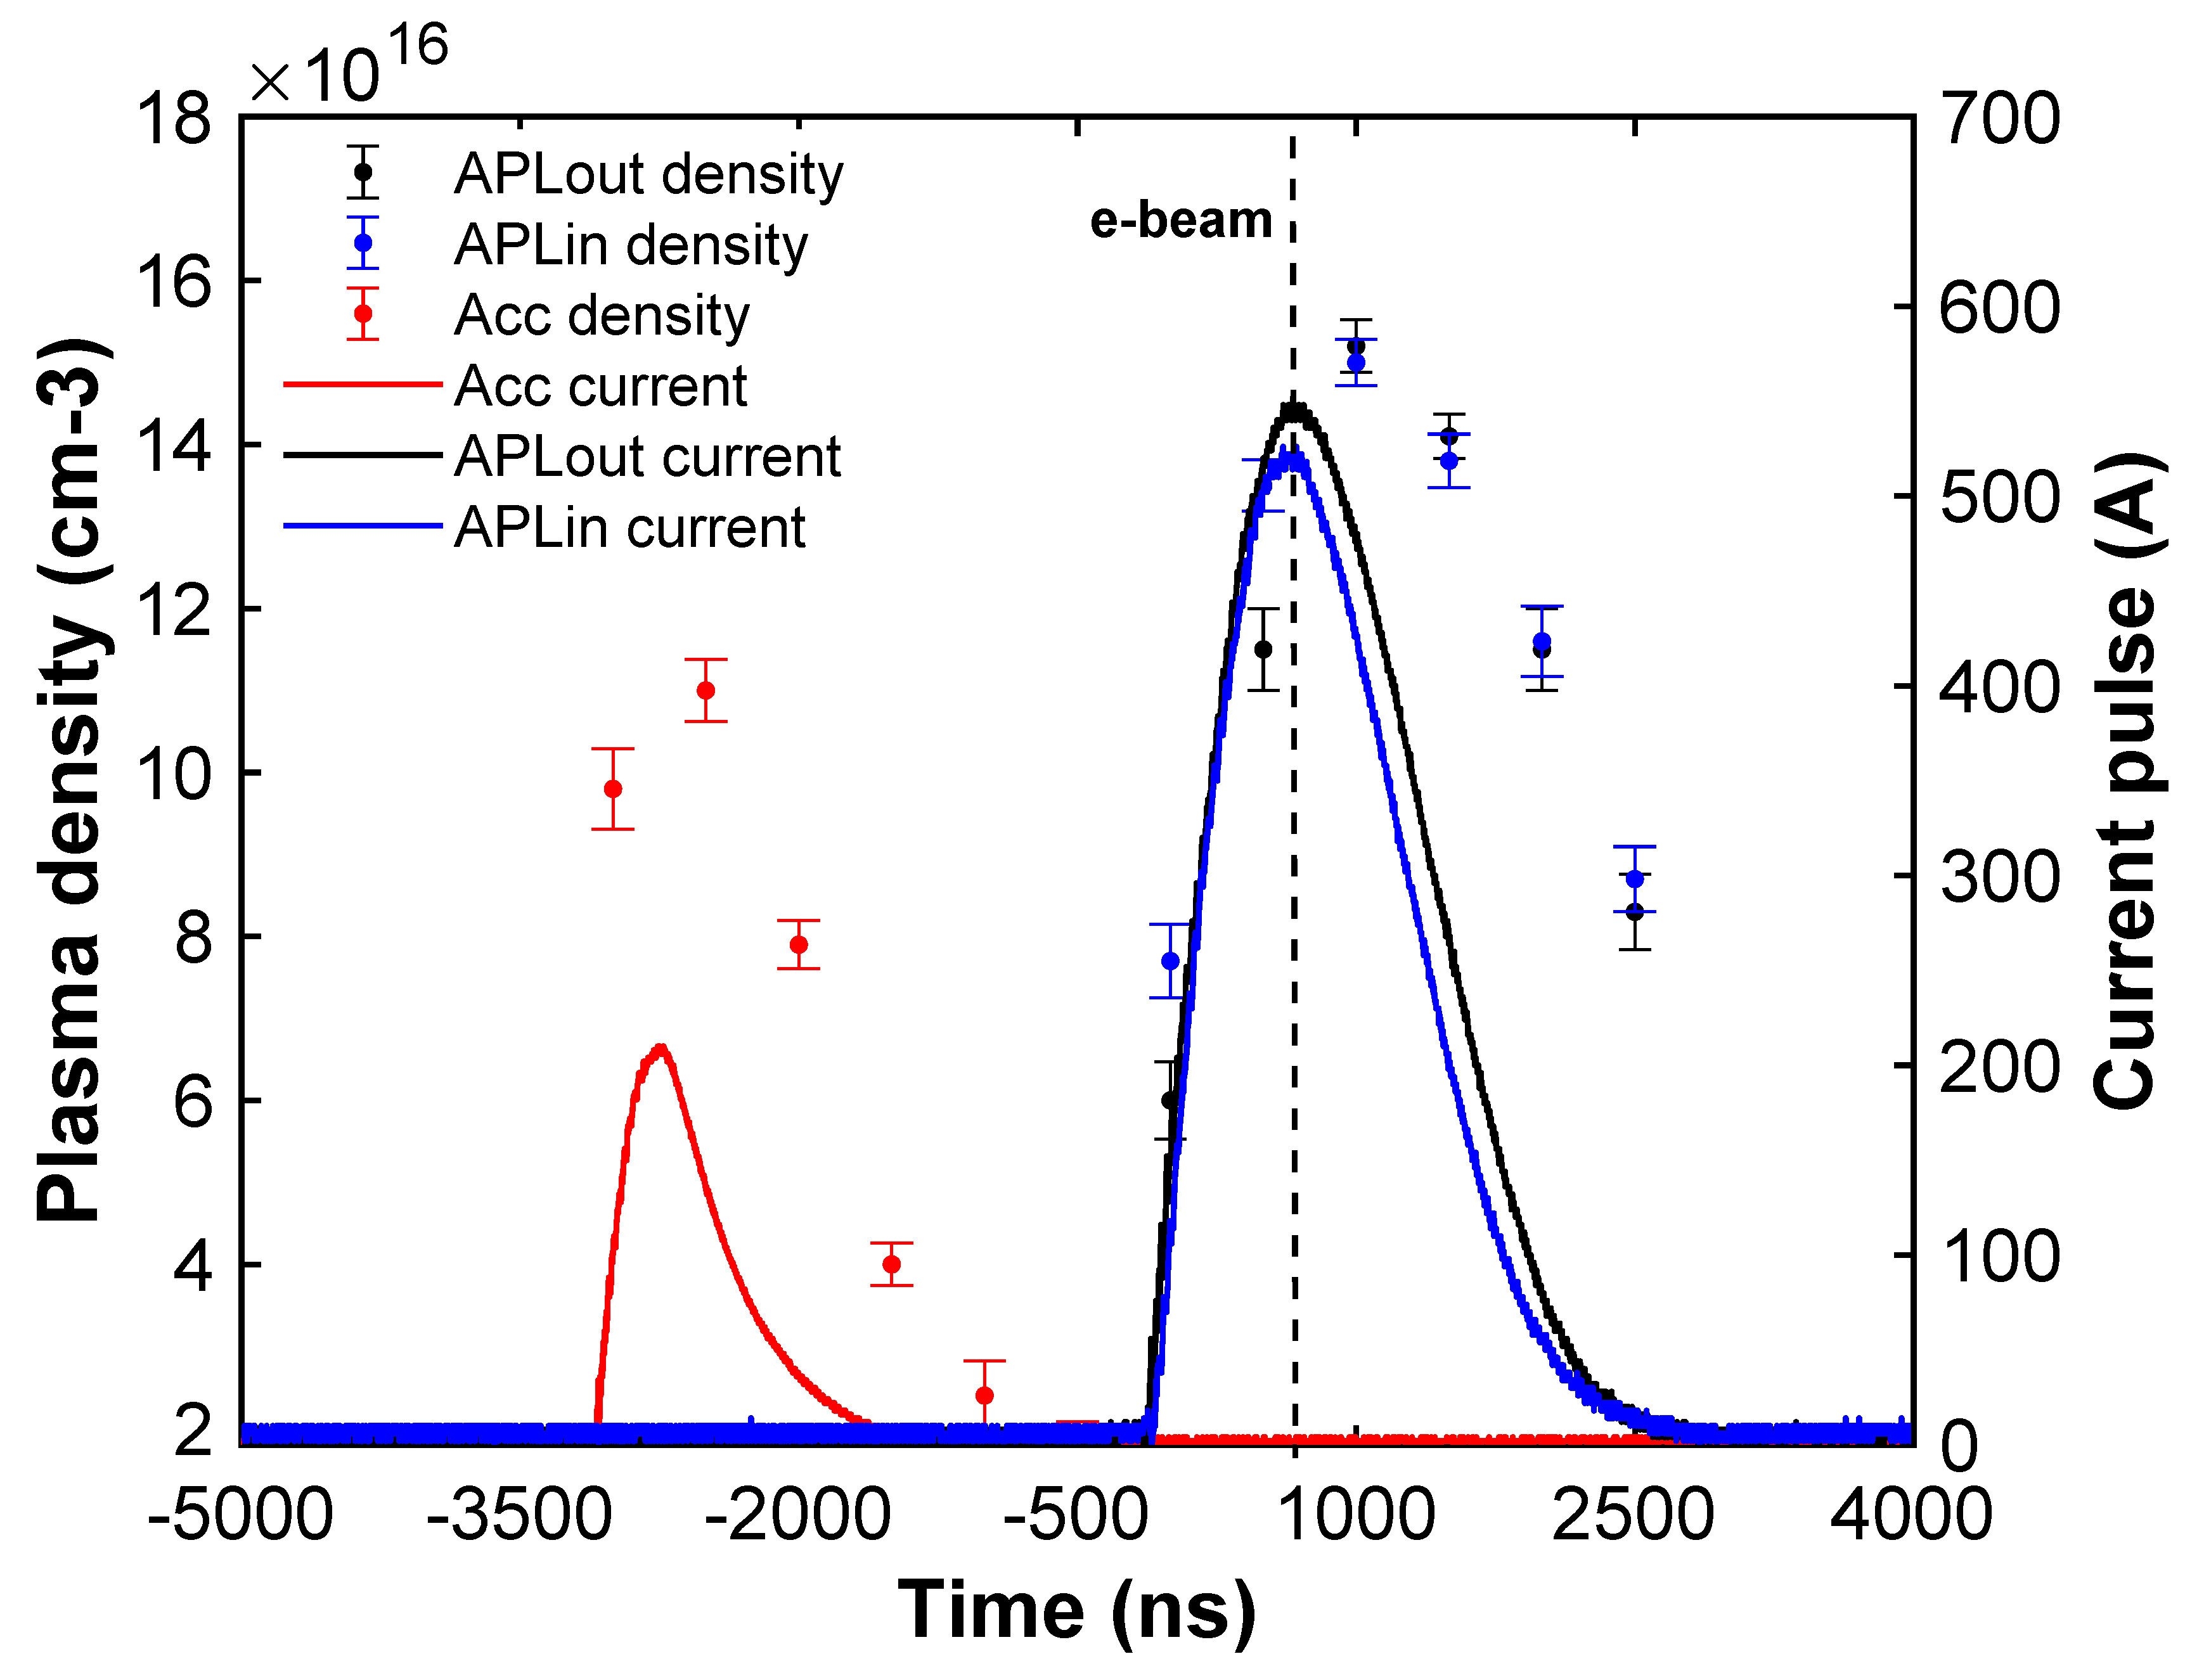 ×10^16
18
16
14
12
10
8
6
4
2
Plasma density (cm-3)
APLout density
APLin density
Acc density
Acc current
APLout current
APLin current
e-beam
700
600
500
400
300
200
100
0
Current pulse (A)
-5000 -3500 -2000 -500 1000 2500 4000
Time (ns)